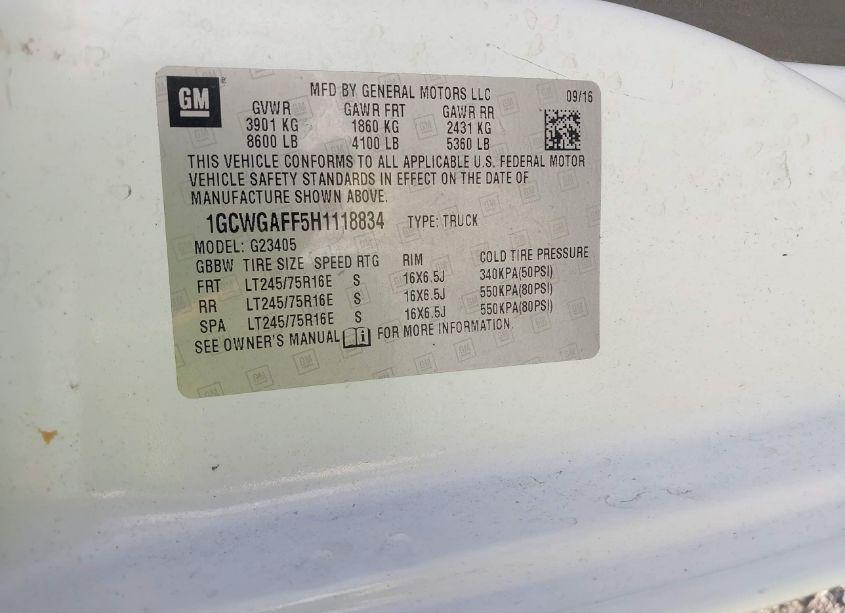 GM
MFD BY GENERAL MOTORS LLC
09/16
GVWR GAWR FRT GAWR RR
3901 KG 1860 KG 2431 KG
8600 LB 4100 LB 5360 LB
THIS VEHICLE CONFORMS TO ALL APPLICABLE U.S. FEDERAL MOTOR
VEHICLE SAFETY STANDARDS IN EFFECT ON THE DATE OF
MANUFACTURE SHOWN ABOVE.
1GCWGAFF5H1118834 TYPE: TRUCK
MODEL: G23405
GBBW TIRE SIZE SPEED RTG RIM COLD TIRE PRESSURE
FRT LT245/75R16E S 16X6.5J 340KPA(50PSI)
RR LT245/75R16E S 16X6.5J 550KPA(80PSI)
SPA LT245/75R16E S 16X6.5J 550KPA(80PSI)
SEE OWNER'S MANUAL FOR MORE INFORMATION.